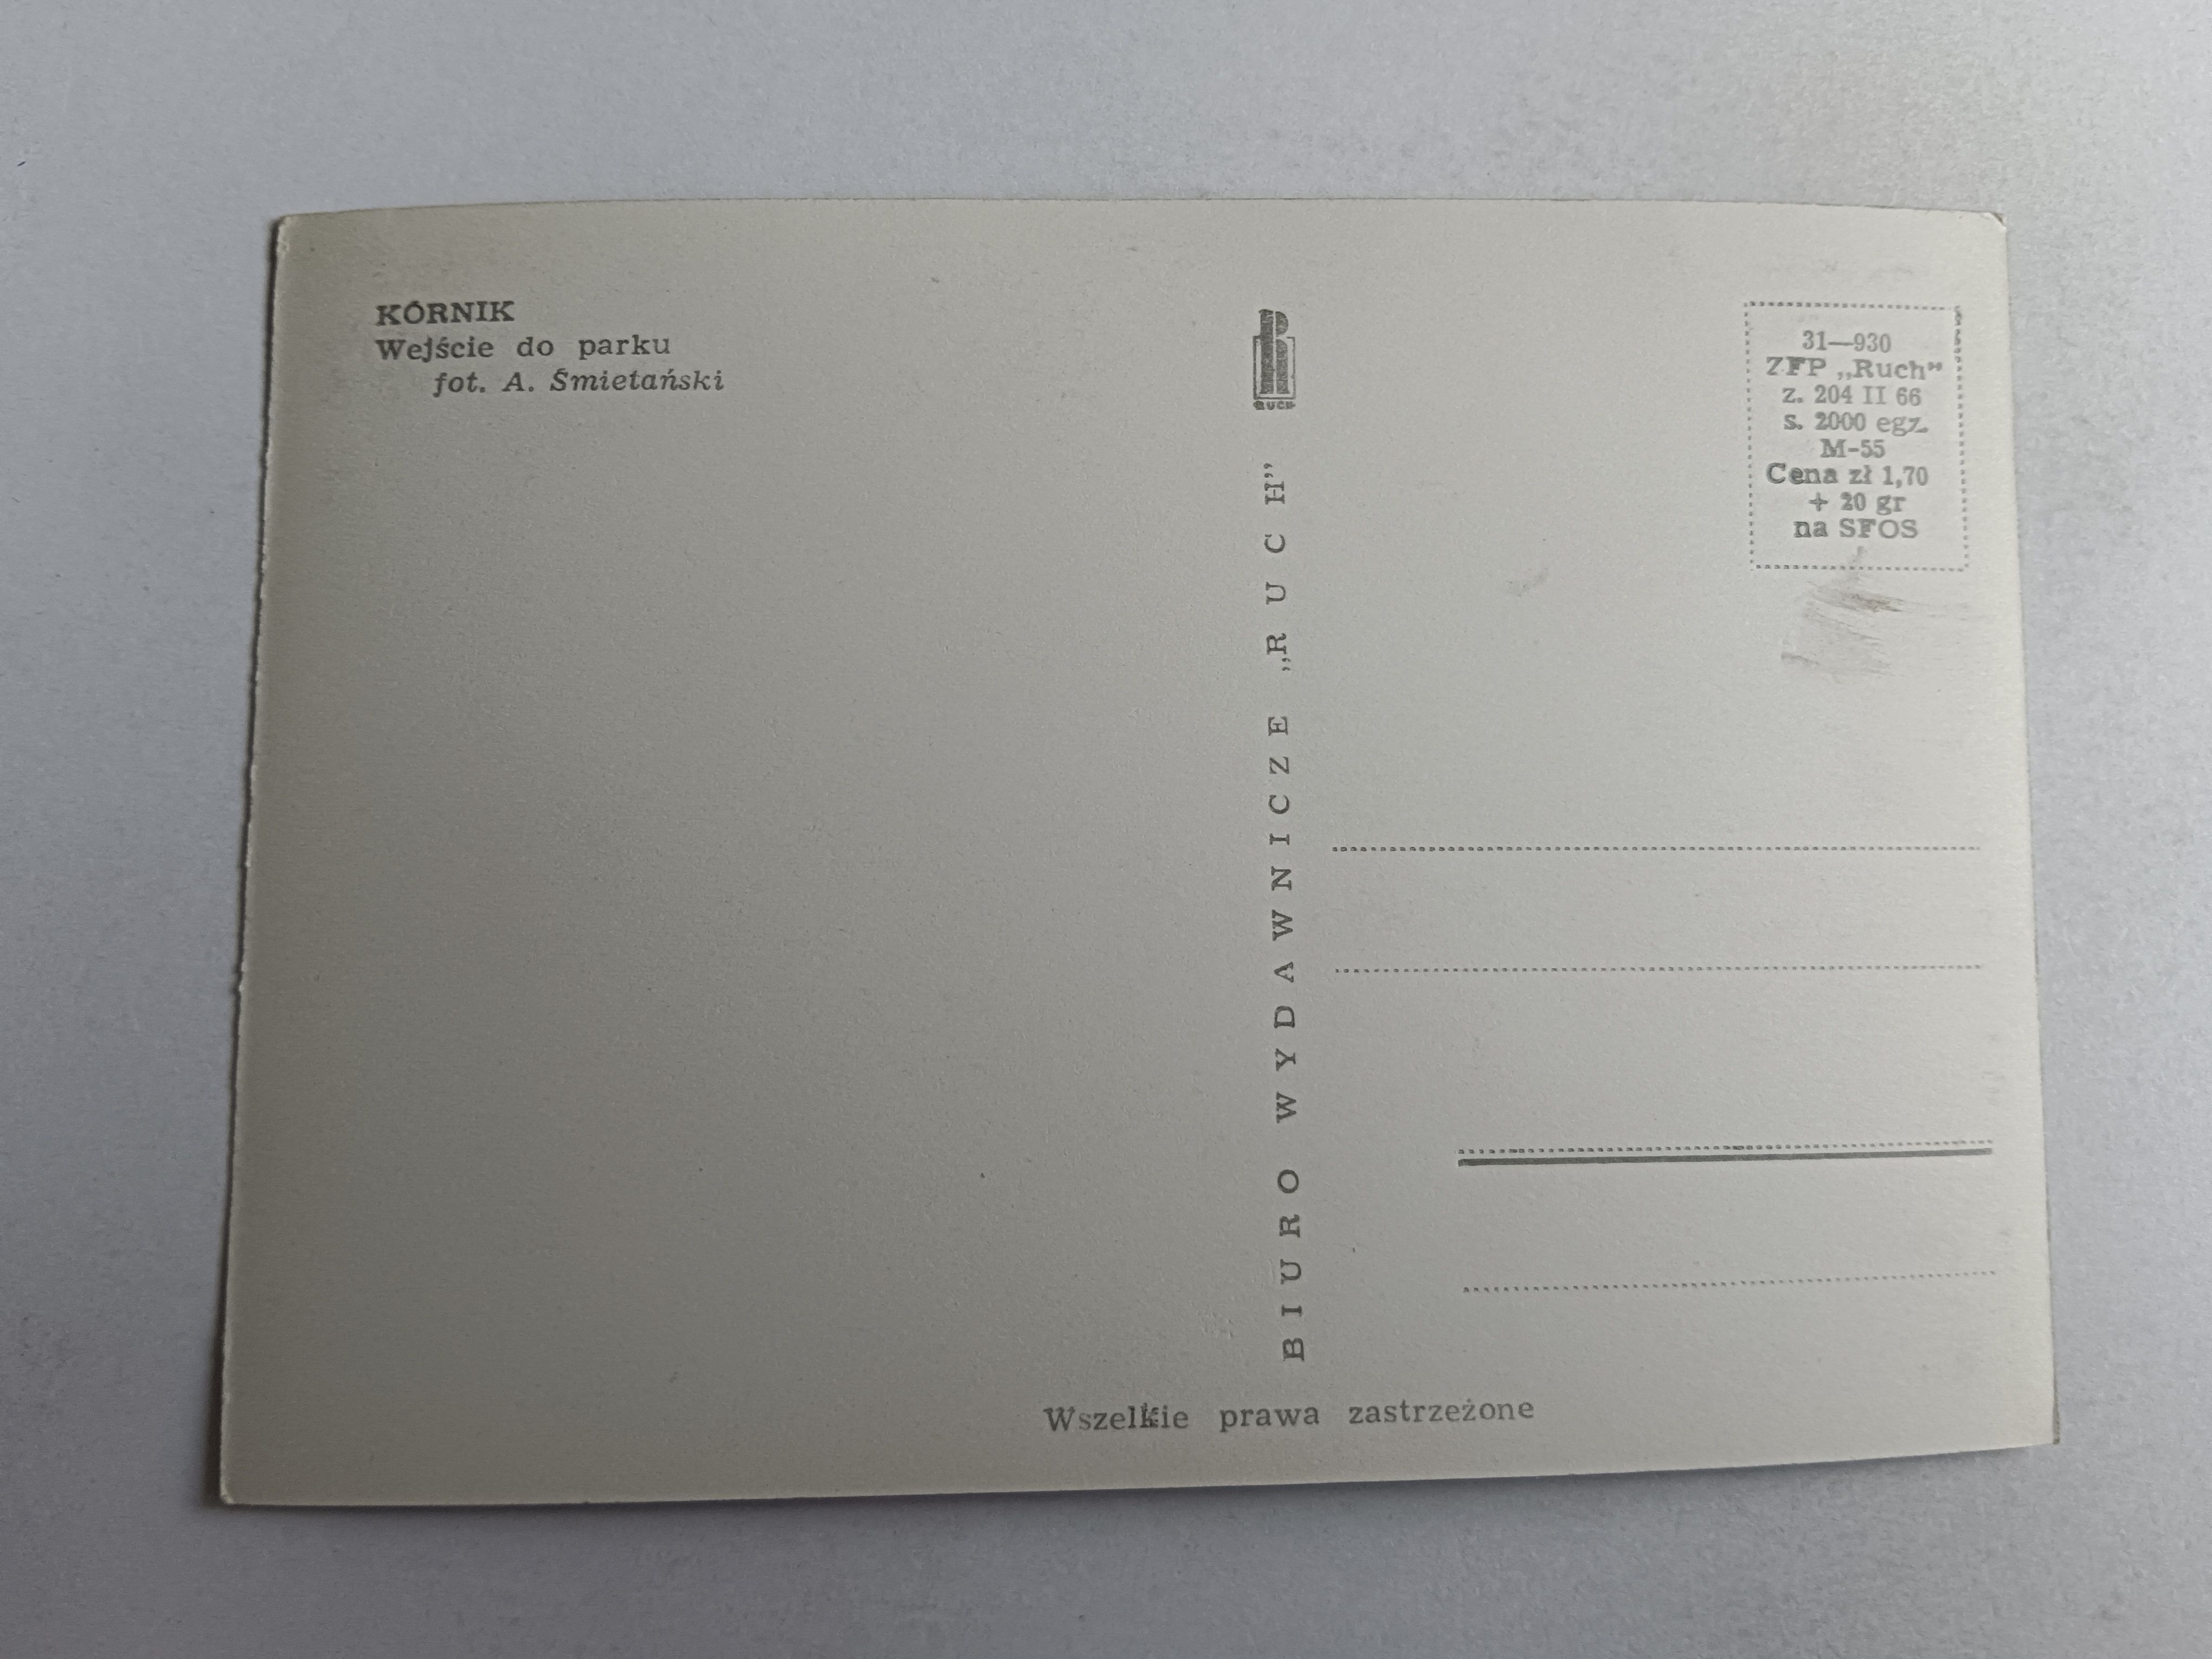 KÓRNIK
Wejście do parku
fot. A. Śmietański
RUCH
BIURO WYDAWNICZE „RUCH”
31—930
ZFP „Ruch”
z. 204 II 66
s. 2000 egz.
M-55
Cena zł 1,70
+ 20 gr
na SFOS
Wszelkie prawa zastrzeżone